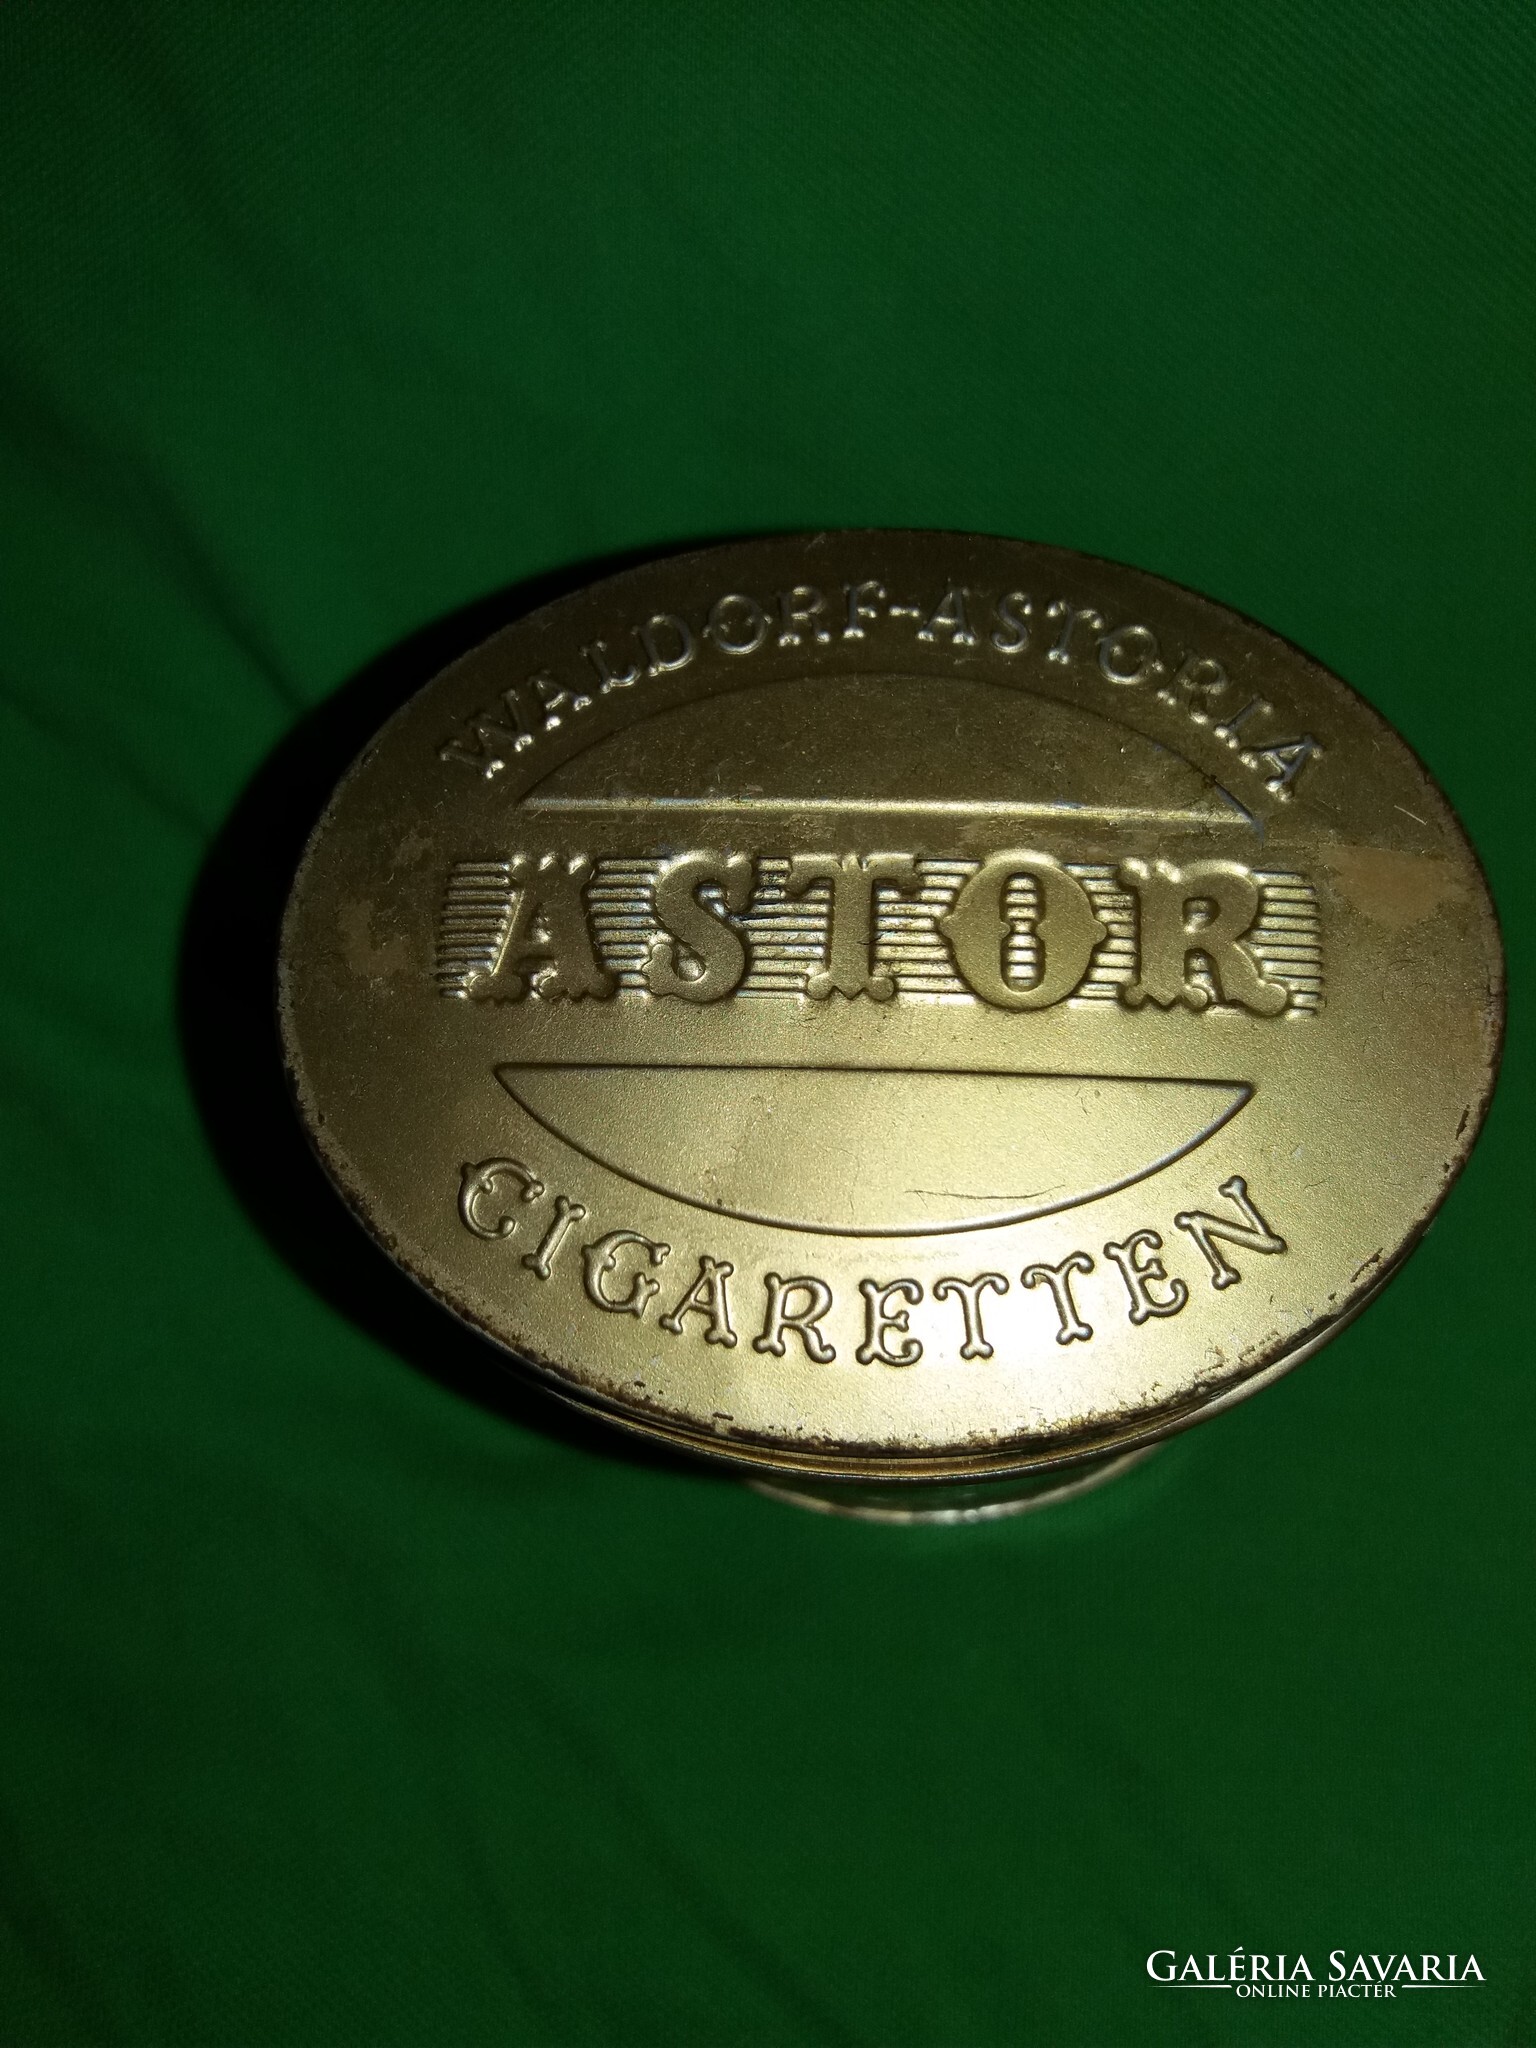 WALDORF-ASTORIA
ASTOR
CIGARETTEN
GALÉRIA SAVARIA
ONLINE PIACTÉR